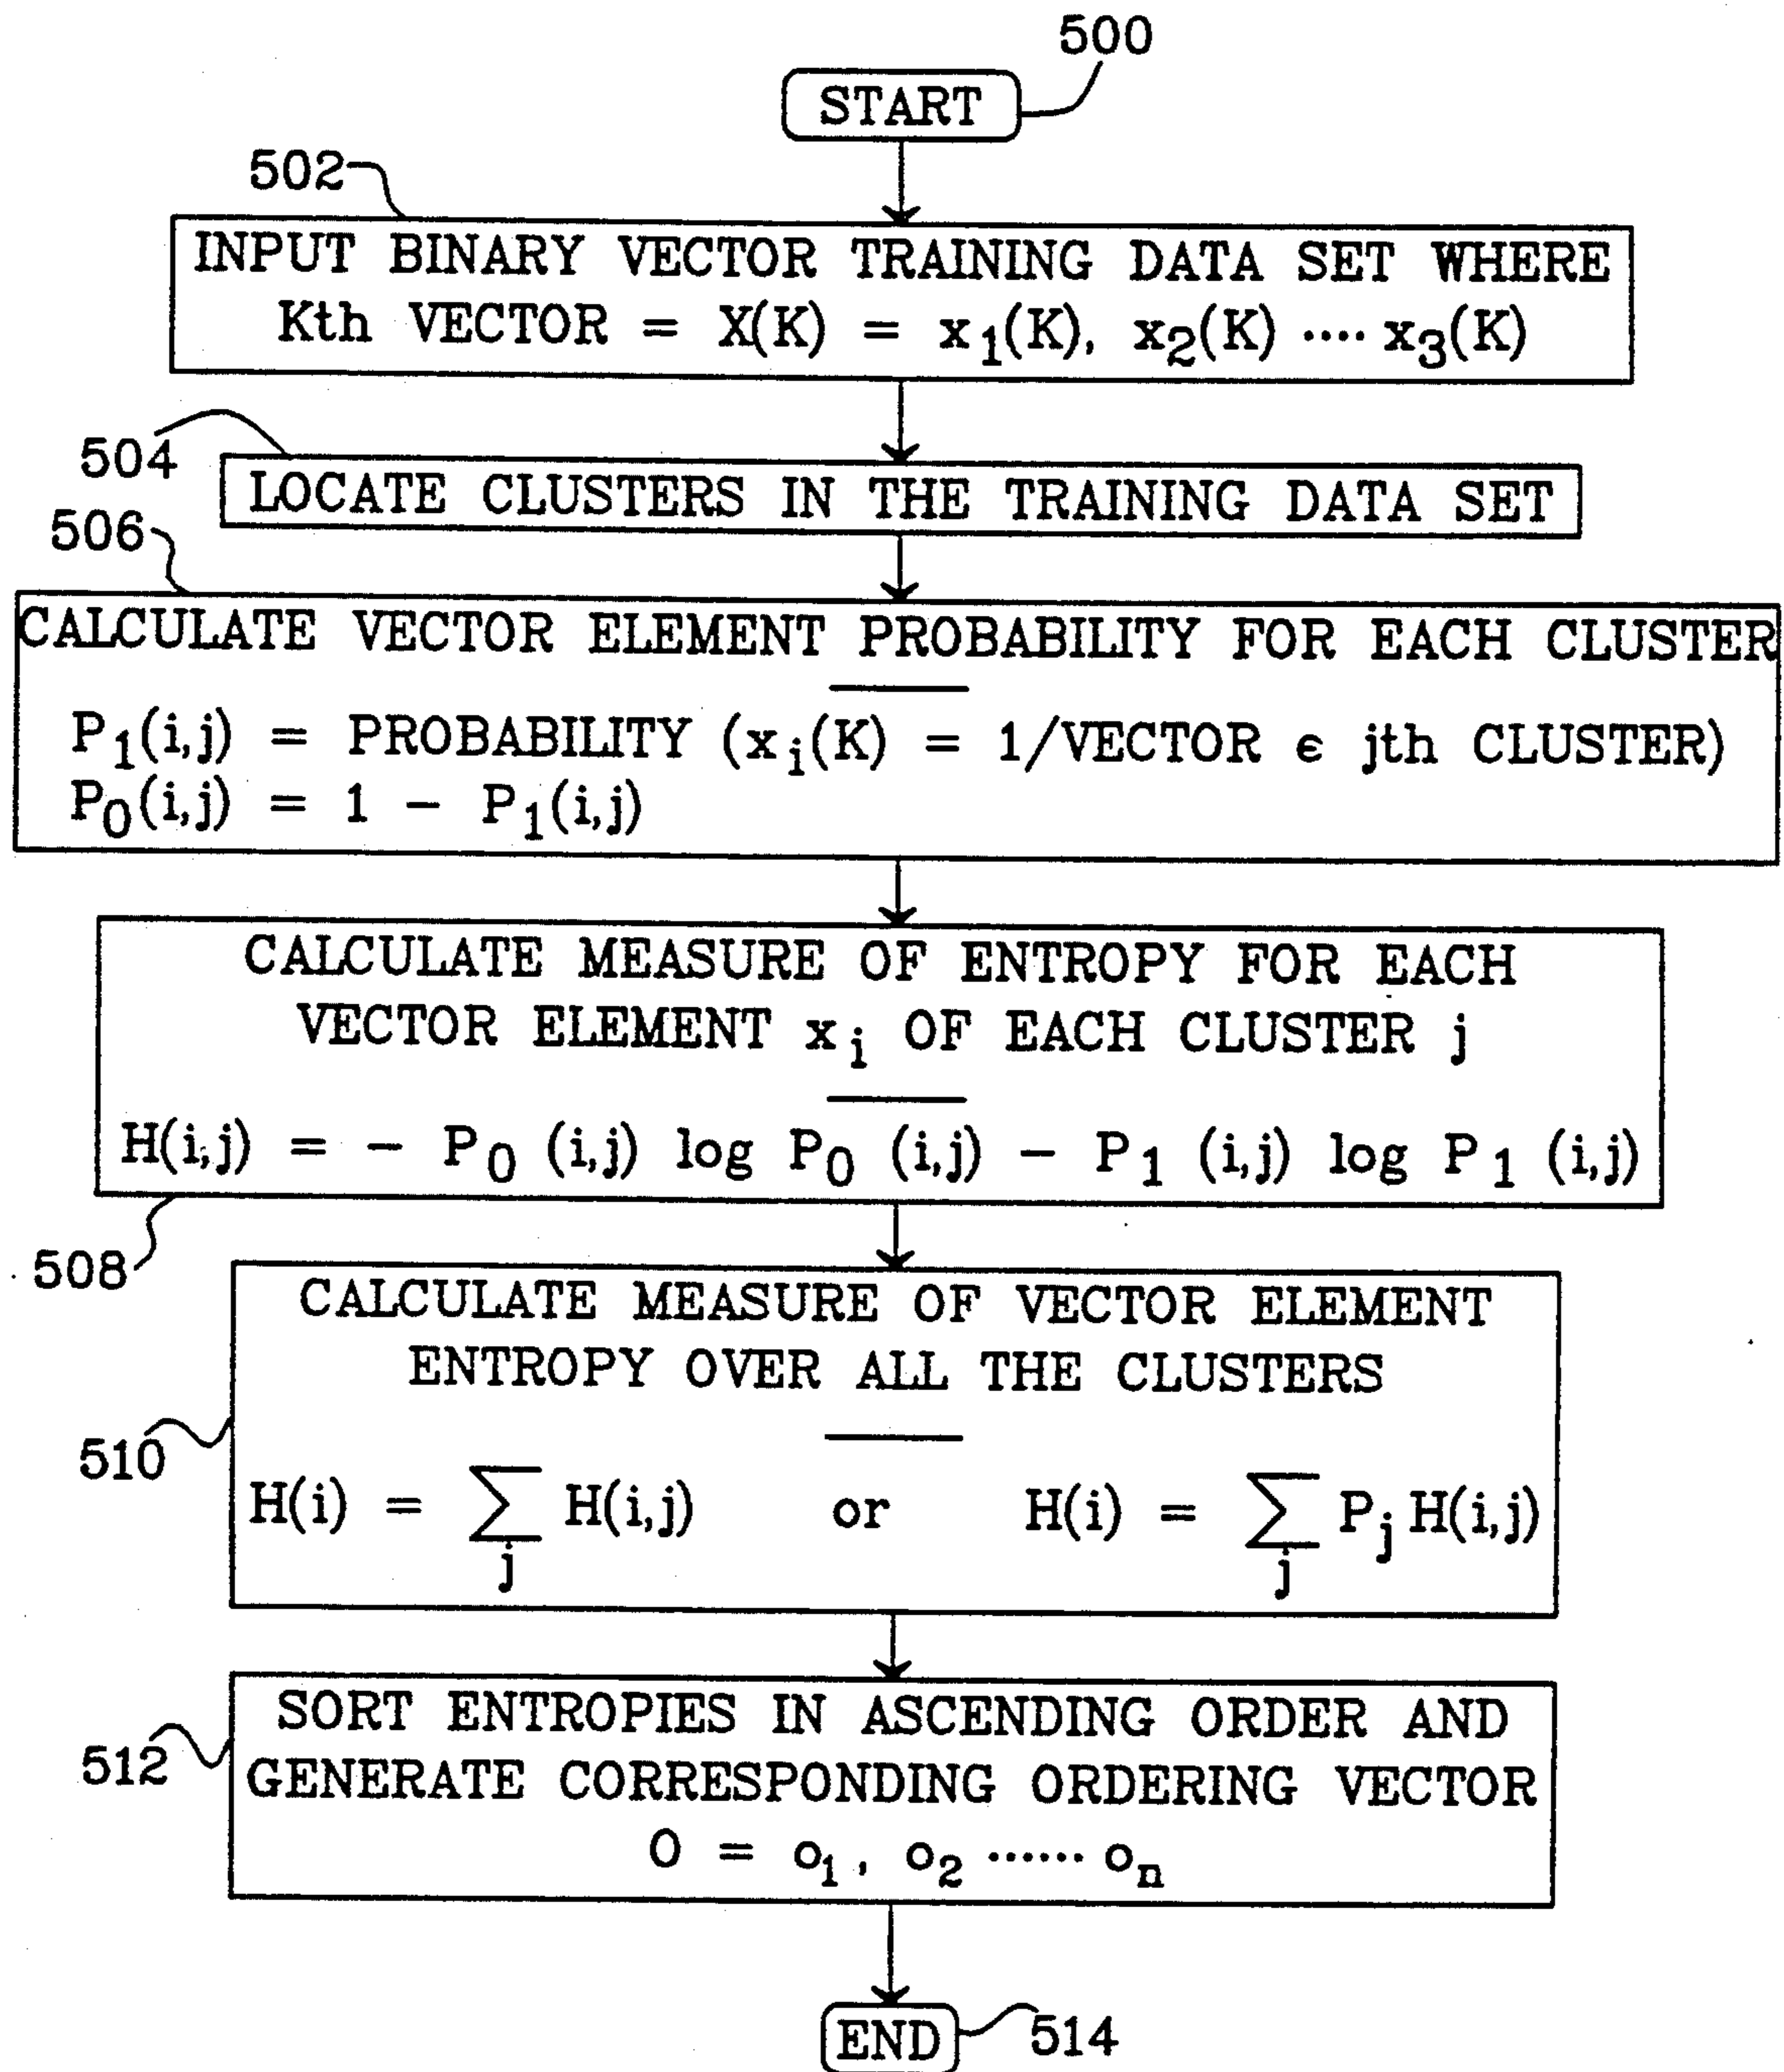 500
START
502
INPUT BINARY VECTOR TRAINING DATA SET WHERE
Kth VECTOR = X(K) = x1(K), x2(K) .... x3(K)
504
LOCATE CLUSTERS IN THE TRAINING DATA SET
506
CALCULATE VECTOR ELEMENT PROBABILITY FOR EACH CLUSTER
P1(i,j) = PROBABILITY (xi(K) = 1/VECTOR ϵ jth CLUSTER)
P0(i,j) = 1 - P1(i,j)
CALCULATE MEASURE OF ENTROPY FOR EACH
VECTOR ELEMENT xi OF EACH CLUSTER j
H(i,j) = - P0 (i,j) log P0 (i,j) - P1 (i,j) log P1 (i,j)
508
CALCULATE MEASURE OF VECTOR ELEMENT
ENTROPY OVER ALL THE CLUSTERS
510
H(i) = ∑j H(i,j) or H(i) = ∑j Pj H(i,j)
SORT ENTROPIES IN ASCENDING ORDER AND
512
GENERATE CORRESPONDING ORDERING VECTOR
O = o1, o2 ...... on
END
514